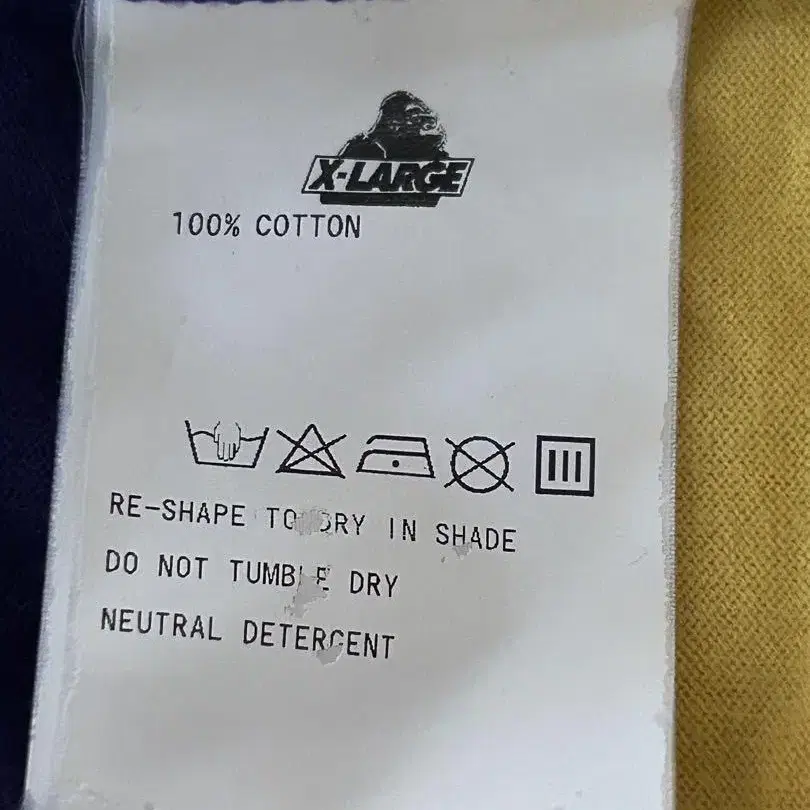 X-LARGE
100% COTTON
RE-SHAPE TO DRY IN SHADE
DO NOT TUMBLE DRY
NEUTRAL DETERGENT